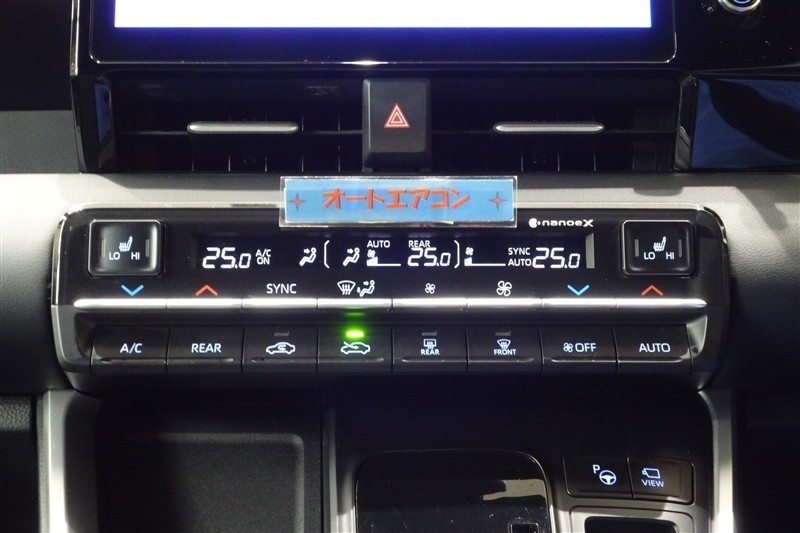 オートエアコン
nanoeX
LO HI
25.0 A/C ON
AUTO
REAR 25.0
SYNC AUTO 25.0
LO HI
SYNC
A/C
REAR
REAR
FRONT
OFF
AUTO
P
VIEW